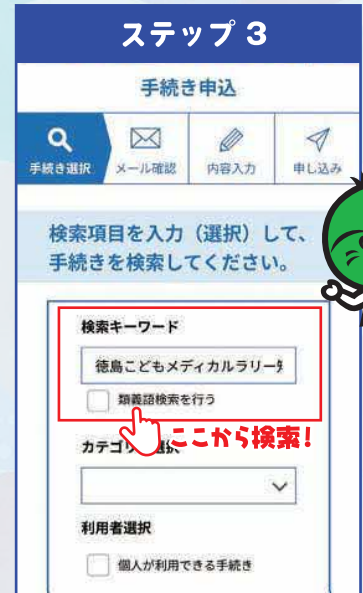 ステップ 3
手続き申込
手続き選択
メール確認
内容入力
申し込み
検索項目を入力（選択）して、
手続きを検索してください。
検索キーワード
徳島こどもメディカルラリー
類義語検索を行う
ここから検索!
カテゴリ
利用者選択
個人が利用できる手続き